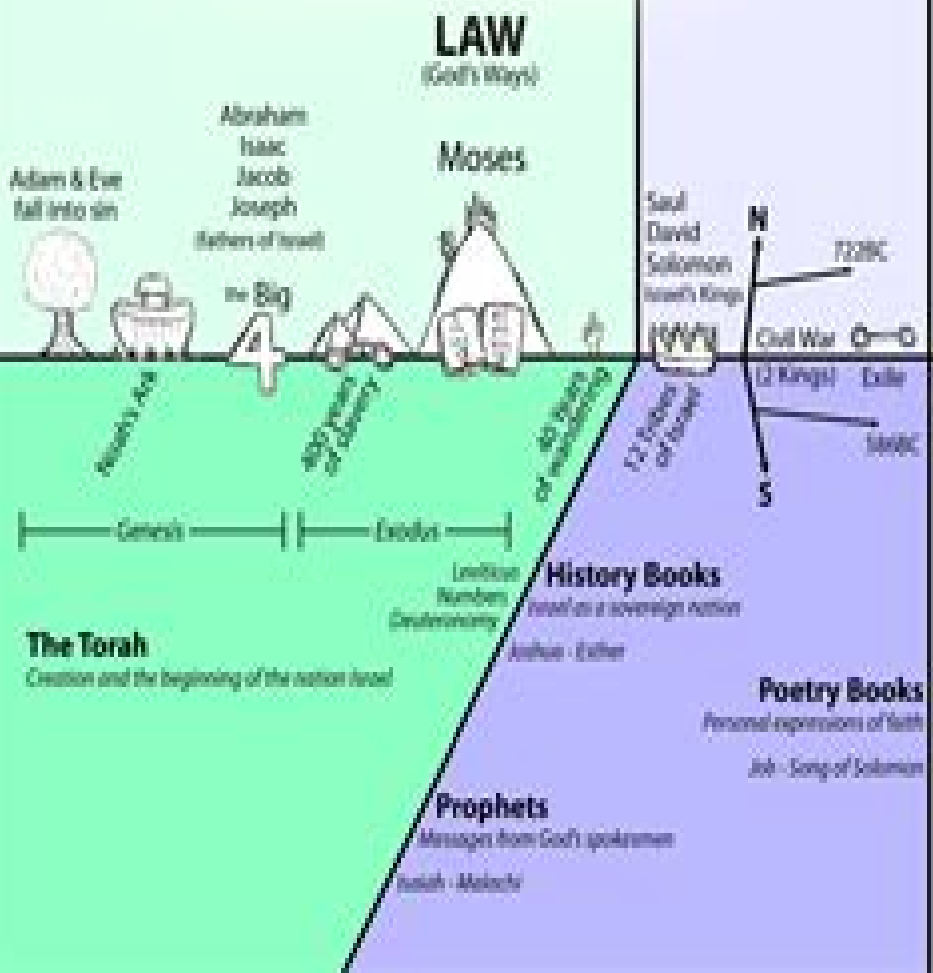 LAW
(God's Ways)
Abraham
Isaac
Jacob
Joseph
(fathers of Israel)
Moses
Adam & Eve
fall into sin
the Big
4
Noah's Ark
400 years
of slavery
40 years
of wandering
Saul
David
Solomon
Israel's Kings
12 Tribes
of Israel
N
722BC
Civil War
(2 Kings)
Exile
586BC
S
Genesis
Exodus
Leviticus
Numbers
Deuteronomy
The Torah
Creation and the beginning of the nation Israel
History Books
Israel as a sovereign nation
Joshua - Esther
Poetry Books
Personal expressions of faith
Job - Song of Solomon
Prophets
Messages from God's spokesmen
Isaiah - Malachi